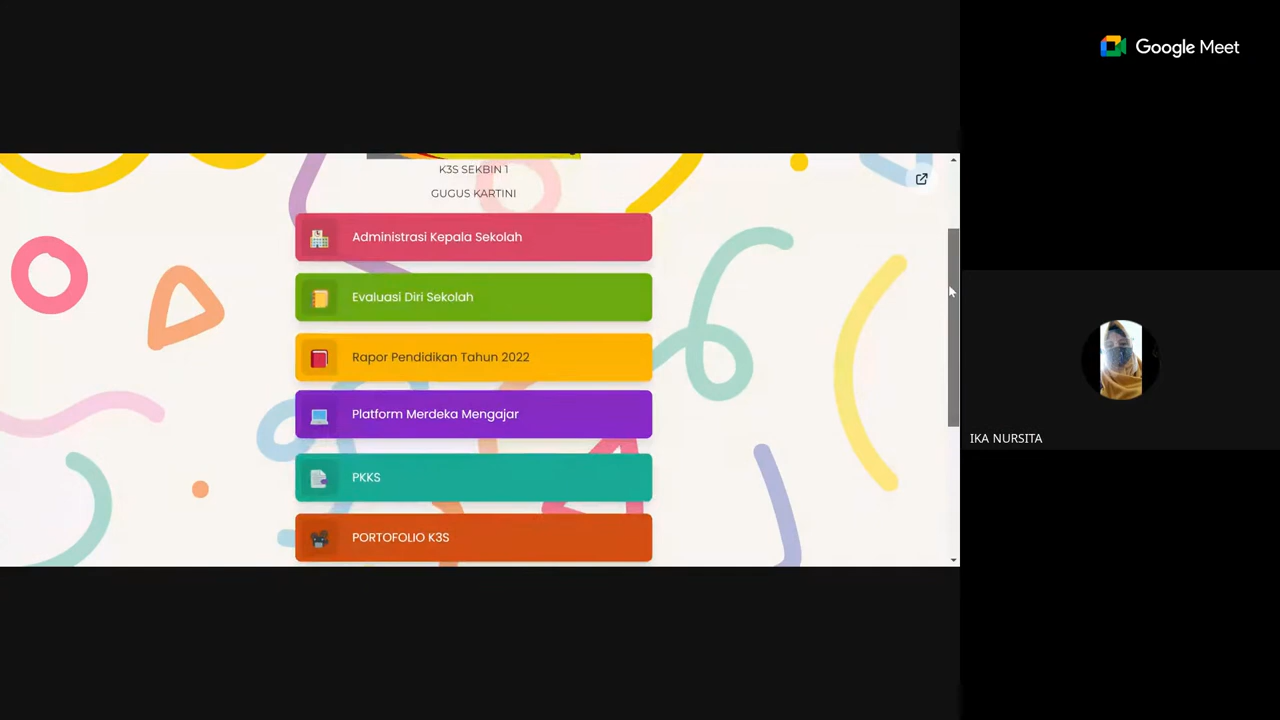 Google Meet
K3S SEKBIN 1
GUGUS KARTINI
Administrasi Kepala Sekolah
Evaluasi Diri Sekolah
Rapor Pendidikan Tahun 2022
Platform Merdeka Mengajar
PKKS
PORTOFOLIO K3S
IKA NURSITA